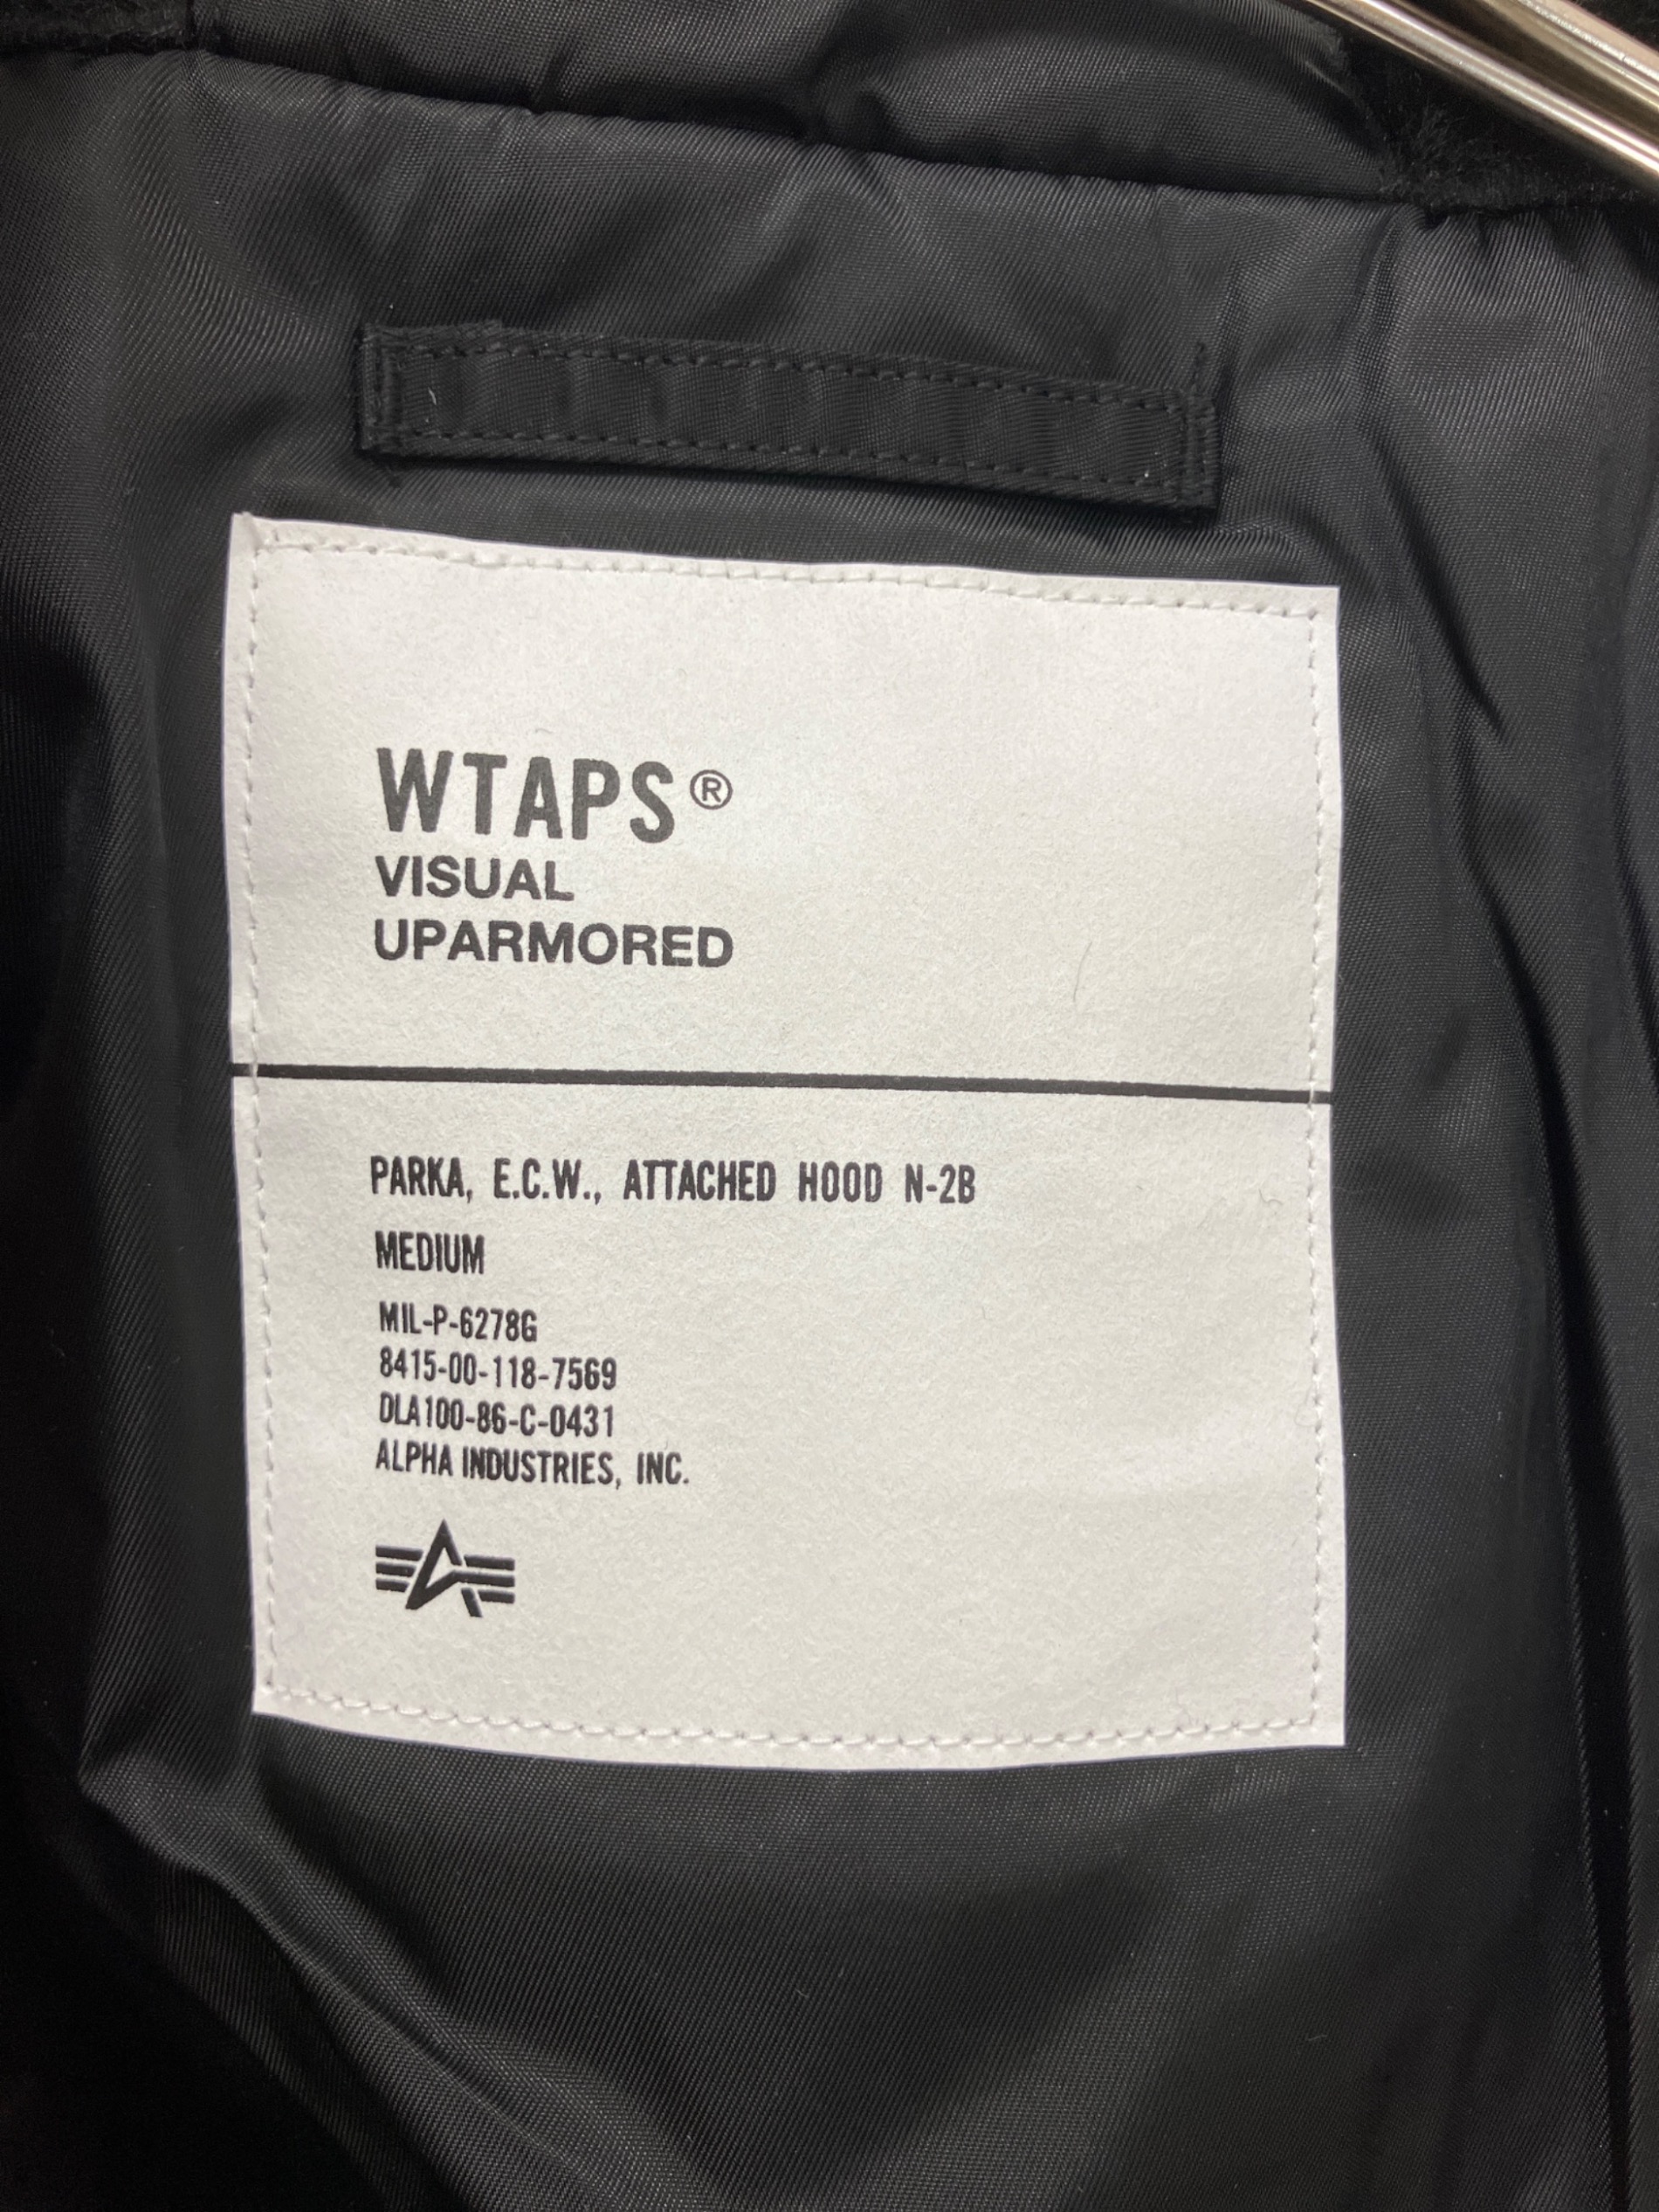 WTAPS®
VISUAL
UPARMORED
PARKA, E.C.W., ATTACHED HOOD N-2B
MEDIUM
MIL-P-6278G
8415-00-118-7569
DLA100-86-C-0431
ALPHA INDUSTRIES, INC.